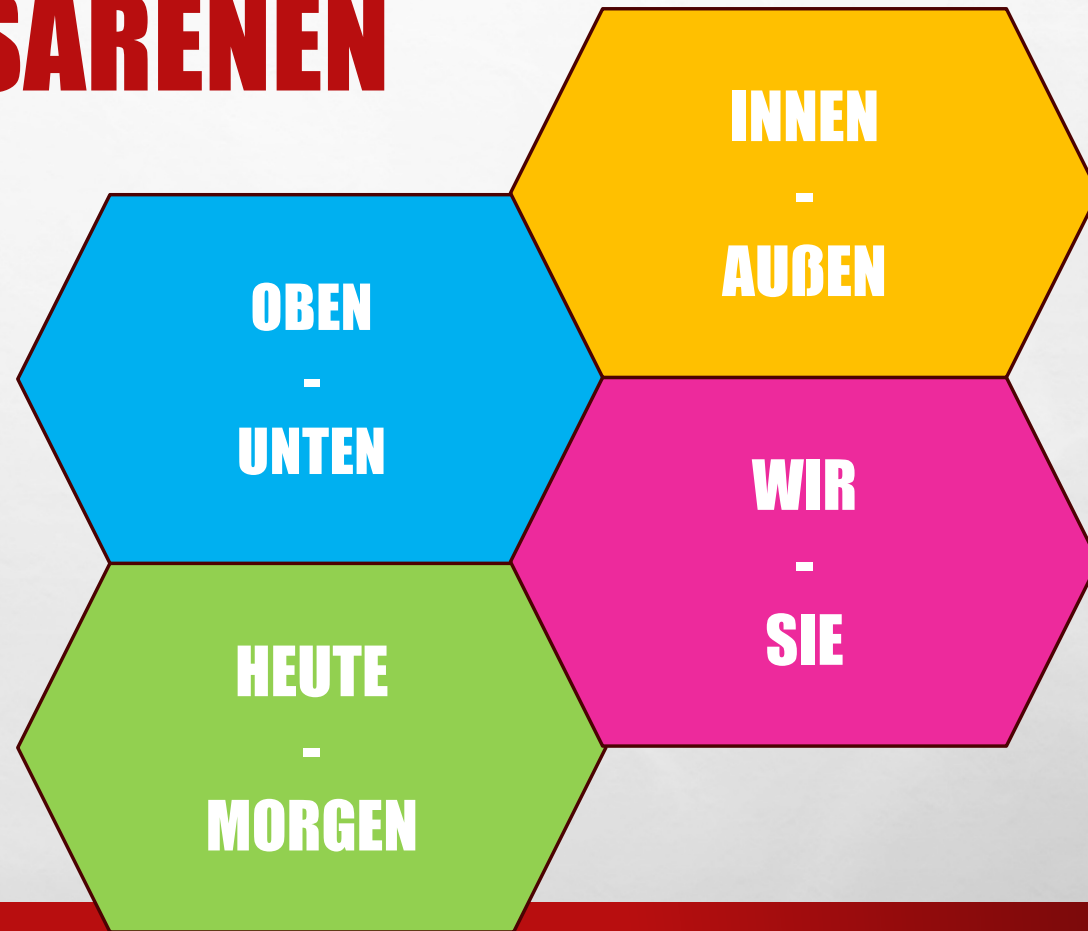 SARENEN
INNEN
-
AUßEN
OBEN
-
UNTEN
WIR
-
SIE
HEUTE
-
MORGEN